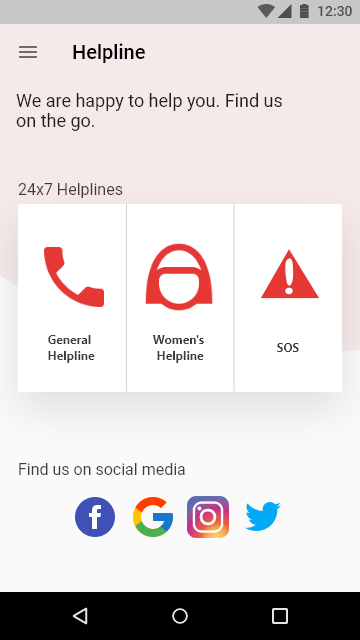 12:30
Helpline
We are happy to help you. Find us
on the go.
24x7 Helplines
General
Helpline
Women's
Helpline
SOS
Find us on social media